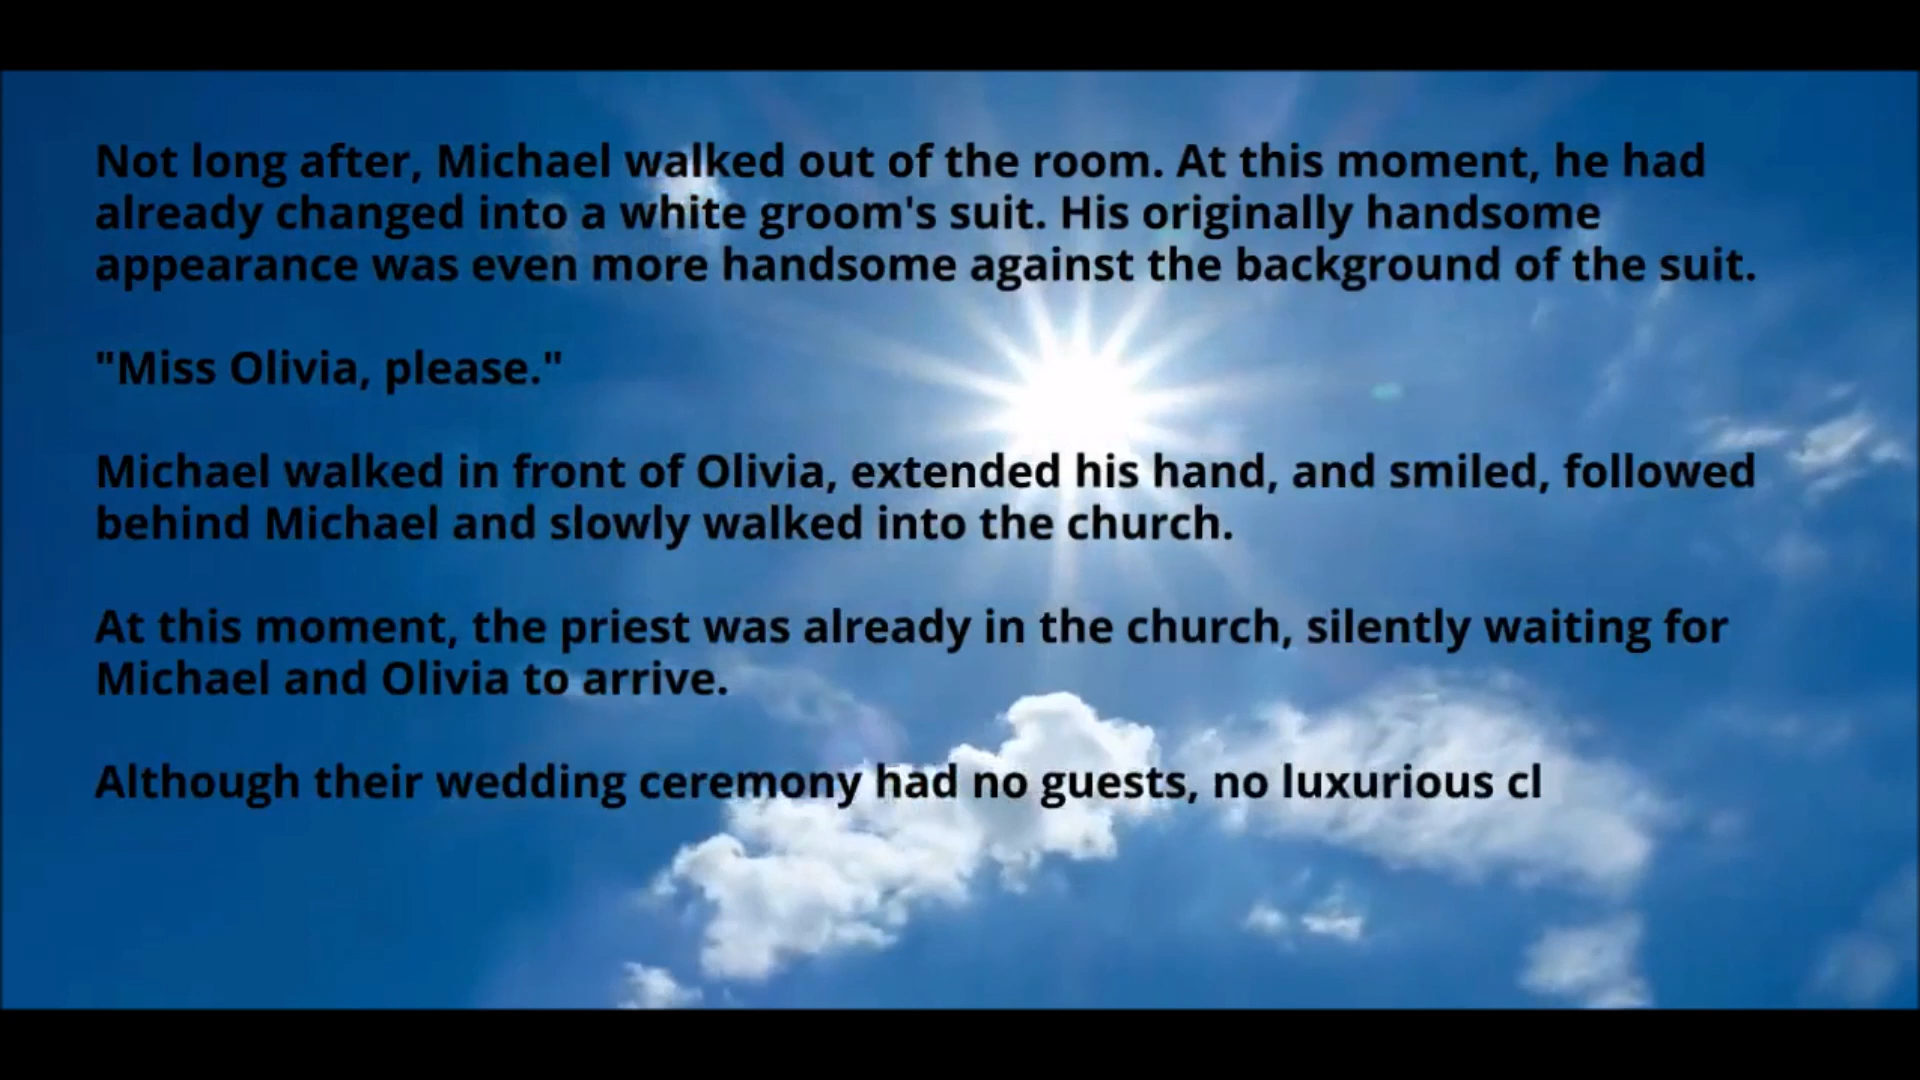 Not long after, Michael walked out of the room. At this moment, he had
already changed into a white groom's suit. His originally handsome
appearance was even more handsome against the background of the suit.
"Miss Olivia, please."
Michael walked in front of Olivia, extended his hand, and smiled, followed
behind Michael and slowly walked into the church.
At this moment, the priest was already in the church, silently waiting for
Michael and Olivia to arrive.
Although their wedding ceremony had no guests, no luxurious cl